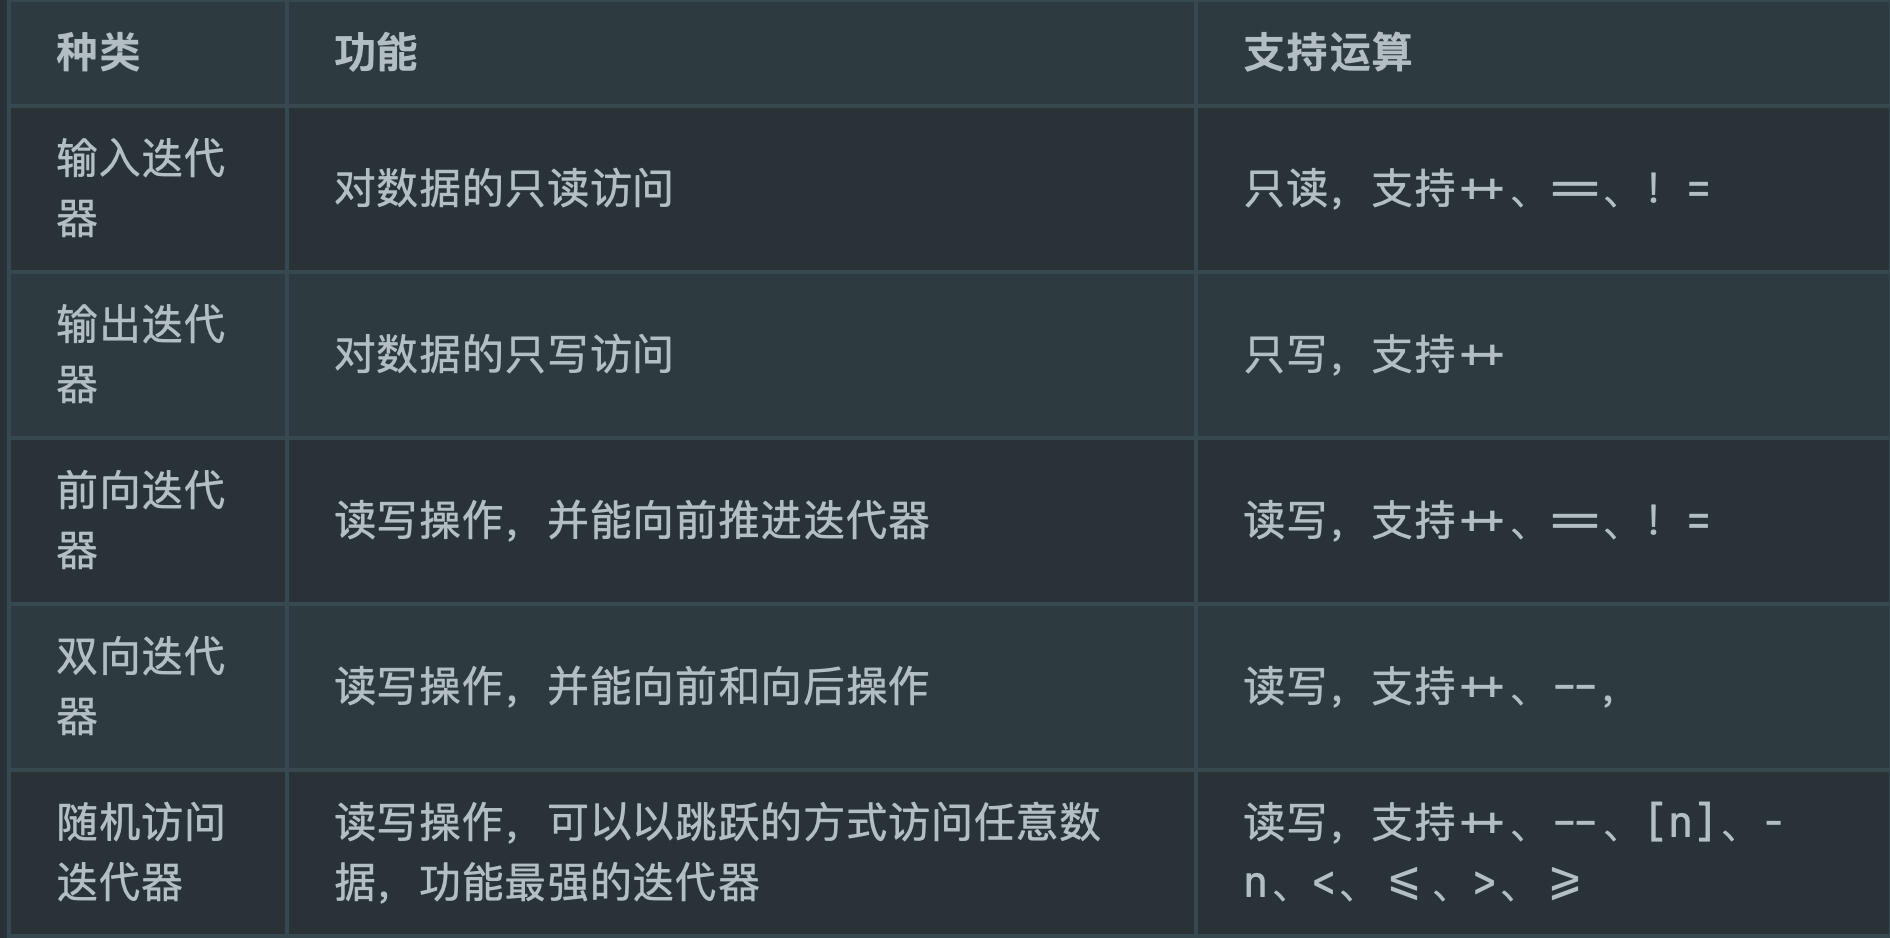 种类 功能 支持运算
输入迭代
器
对数据的只读访问
只读，支持++、==、！=
输出迭代
器
对数据的只写访问
只写，支持++
前向迭代
器
读写操作，并能向前推进迭代器
读写，支持++、==、！=
双向迭代
器
读写操作，并能向前和向后操作
读写，支持++、--，
随机访问
迭代器
读写操作，可以以跳跃的方式访问任意数
据，功能最强的迭代器
读写，支持++、--、[n]、-
n、<、<=、>、>=